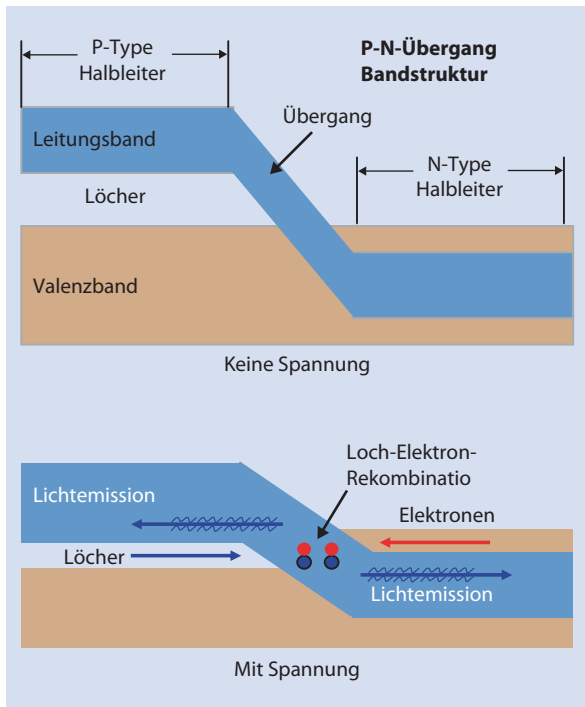 P-Type
Halbleiter
P-N-Übergang
Bandstruktur
Übergang
Leitungsband
N-Type
Halbleiter
Löcher
Valenzband
Keine Spannung
Loch-Elektron-
Rekombinatio
Lichtemission
Elektronen
Löcher
Lichtemission
Mit Spannung